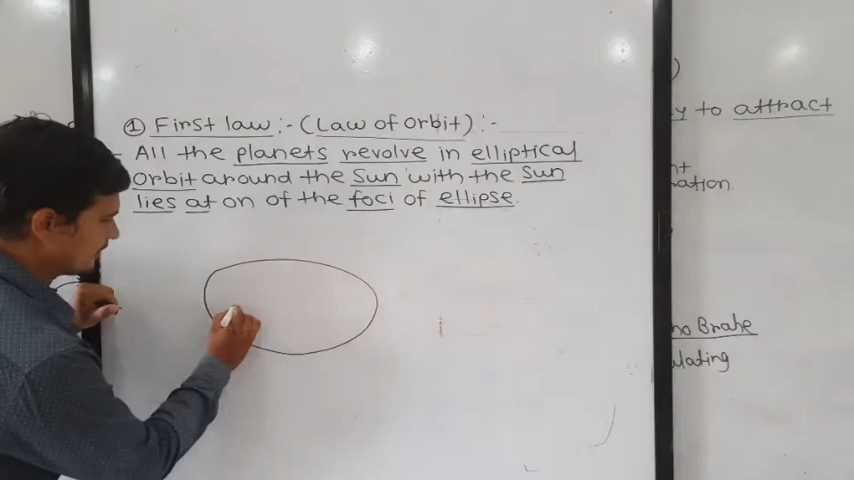 ① First law :- (Law of orbit) :-
- All the planets revolve in elliptical
orbit around the sun with the sun
lies at on of the foci of ellipse.
to attract
ation.
no Brahe
ulating